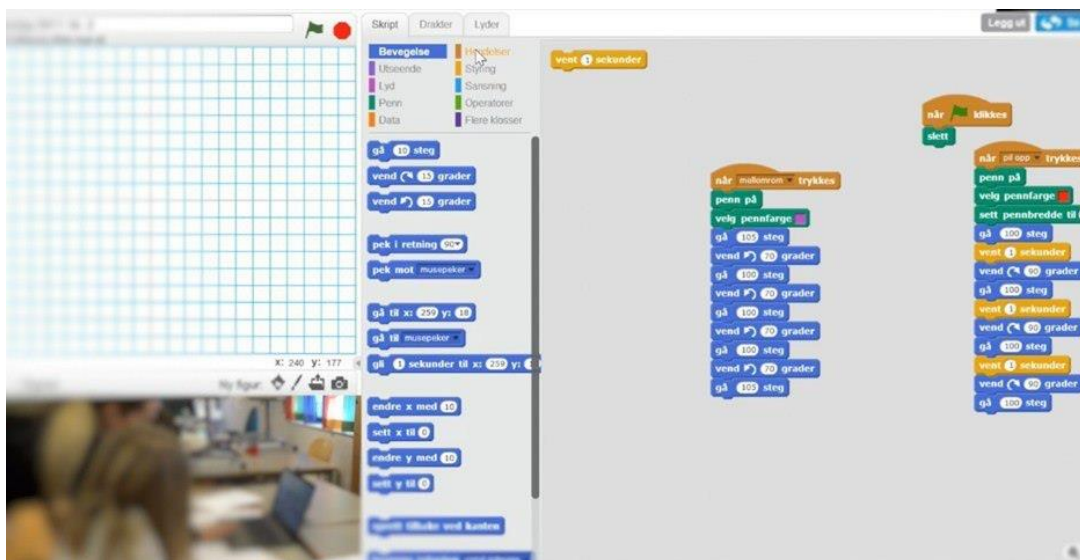 Skript Drakter Lyder
Legg ut
Bevegelse Hendelser
Utseende Styring
Lyd Sansning
Penn Operatorer
Data Flere klosser
gå 10 steg
vend 15 grader
vend 15 grader
pek i retning 90
pek mot musepeker
gå til x: 259 y: 18
gå til musepeker
gli 1 sekunder til x: 259 y:
endre x med 10
sett x til 0
endre y med 10
sett y til 0
sprett tilbake ved kanten
x: 240 y: 177
Ny figur:
vent 1 sekunder
når mellomrom trykkes
penn på
velg pennfarge
gå 105 steg
vend 70 grader
gå 100 steg
vend 70 grader
gå 100 steg
vend 70 grader
gå 100 steg
vend 70 grader
gå 105 steg
når klikkes
slett
når pil opp trykkes
penn på
velg pennfarge
sett pennbredde til
gå 100 steg
vent 1 sekunder
vend 90 grader
gå 100 steg
vent 1 sekunder
vend 90 grader
gå 100 steg
vent 1 sekunder
vend 90 grader
gå 100 steg